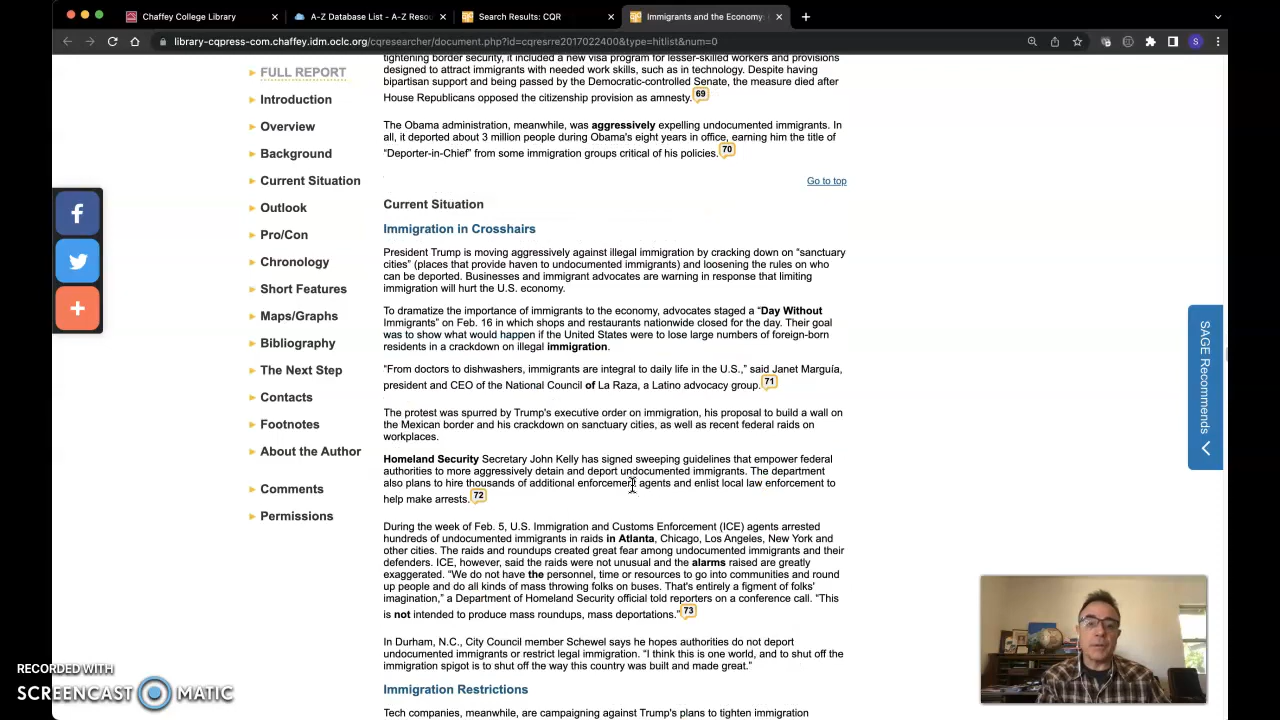 Chaffey College Library
A-Z Database List - A-Z Resou
Search Results: CQR
Immigrants and the Economy:
library-cqpress-com.chaffey.idm.oclc.org/cqresearcher/document.php?id=cqresrre2017022400&type=hitlist&num=0
S
FULL REPORT
Introduction
Overview
Background
Current Situation
Outlook
Pro/Con
Chronology
Short Features
Maps/Graphs
Bibliography
The Next Step
Contacts
Footnotes
About the Author
Comments
Permissions
tightening border security, it included a new visa program for lesser-skilled workers and provisions
designed to attract immigrants with needed work skills, such as in technology. Despite having
bipartisan support and being passed by the Democratic-controlled Senate, the measure died after
House Republicans opposed the citizenship provision as amnesty. 69
The Obama administration, meanwhile, was aggressively expelling undocumented immigrants. In
all, it deported about 3 million people during Obama's eight years in office, earning him the title of
“Deporter-in-Chief” from some immigration groups critical of his policies. 70
Go to top
Current Situation
Immigration in Crosshairs
President Trump is moving aggressively against illegal immigration by cracking down on “sanctuary
cities” (places that provide haven to undocumented immigrants) and loosening the rules on who
can be deported. Businesses and immigrant advocates are warning in response that limiting
immigration will hurt the U.S. economy.
To dramatize the importance of immigrants to the economy, advocates staged a “Day Without
Immigrants” on Feb. 16 in which shops and restaurants nationwide closed for the day. Their goal
was to show what would happen if the United States were to lose large numbers of foreign-born
residents in a crackdown on illegal immigration.
“From doctors to dishwashers, immigrants are integral to daily life in the U.S.,” said Janet Marguía,
president and CEO of the National Council of La Raza, a Latino advocacy group. 71
The protest was spurred by Trump's executive order on immigration, his proposal to build a wall on
the Mexican border and his crackdown on sanctuary cities, as well as recent federal raids on
workplaces.
Homeland Security Secretary John Kelly has signed sweeping guidelines that empower federal
authorities to more aggressively detain and deport undocumented immigrants. The department
also plans to hire thousands of additional enforcement agents and enlist local law enforcement to
help make arrests. 72
During the week of Feb. 5, U.S. Immigration and Customs Enforcement (ICE) agents arrested
hundreds of undocumented immigrants in raids in Atlanta, Chicago, Los Angeles, New York and
other cities. The raids and roundups created great fear among undocumented immigrants and their
defenders. ICE, however, said the raids were not unusual and the alarms raised are greatly
exaggerated. “We do not have the personnel, time or resources to go into communities and round
up people and do all kinds of mass throwing folks on buses. That's entirely a figment of folks'
imagination,” a Department of Homeland Security official told reporters on a conference call. “This
is not intended to produce mass roundups, mass deportations.” 73
In Durham, N.C., City Council member Schewel says he hopes authorities do not deport
undocumented immigrants or restrict legal immigration. “I think this is one world, and to shut off the
immigration spigot is to shut off the way this country was built and made great.”
Immigration Restrictions
Tech companies, meanwhile, are campaigning against Trump's plans to tighten immigration
SAGE Recommends
RECORDED WITH
SCREENCAST MATIC